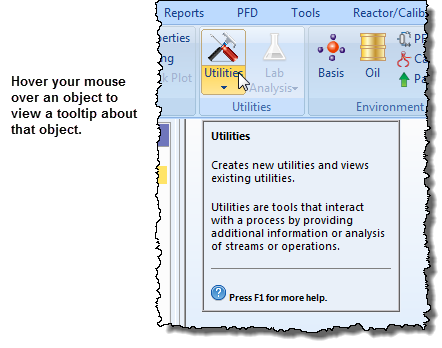 Hover your mouse
over an object to
view a tooltip about
that object.
Reports PFD Tools Reactor/Calib
erties
ng
Plot
Utilities
Lab
Analysis
Basis
Oil
Utilities
Environment
Utilities
Creates new utilities and views
existing utilities.
Utilities are tools that interact
with a process by providing
additional information or analysis
of streams or operations.
Press F1 for more help.